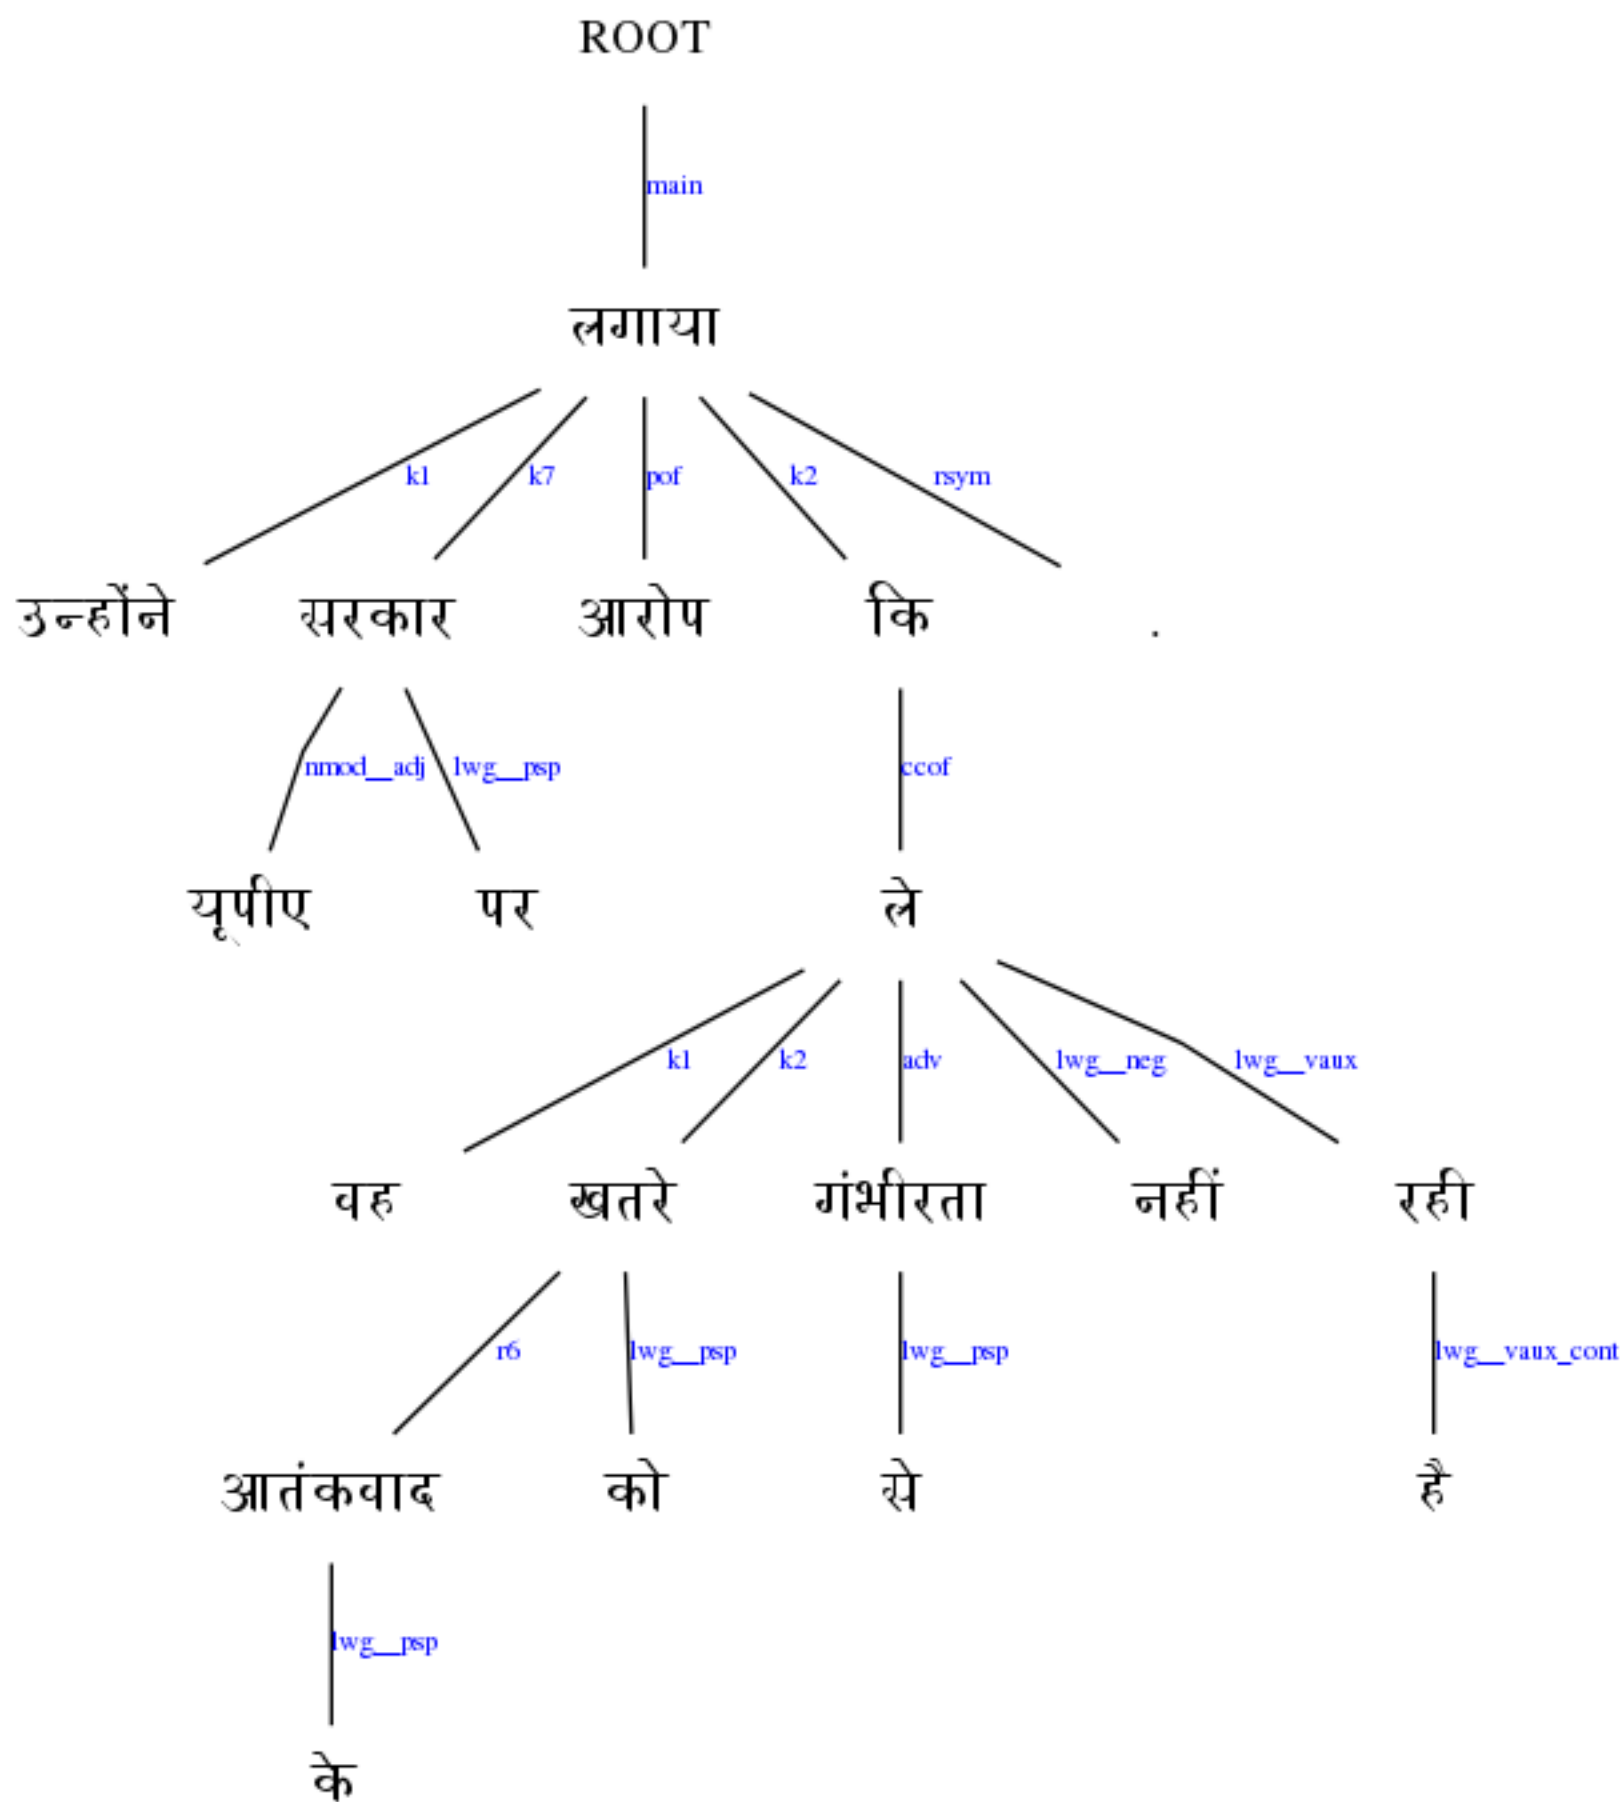 ROOT
main
लगाया
k1 k7 pof k2 rsym
उन्होंने सरकार आरोप कि .
nmod__adj lwg__psp ccof
यूपीए पर ले
k1 k2 adv lwg__neg lwg__vaux
वह खतरे गंभीरता नहीं रही
r6 lwg__psp lwg__psp lwg__vaux_cont
आतंकवाद को से है
lwg__psp
के